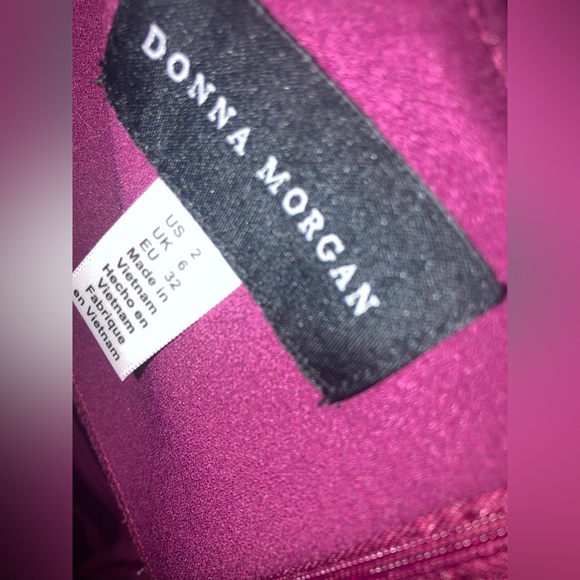 DONNA MORGAN
US 2
UK 6
EU 32
Made in
Vietnam
Hecho en
Vietnam
Fabrique
en Vietnam